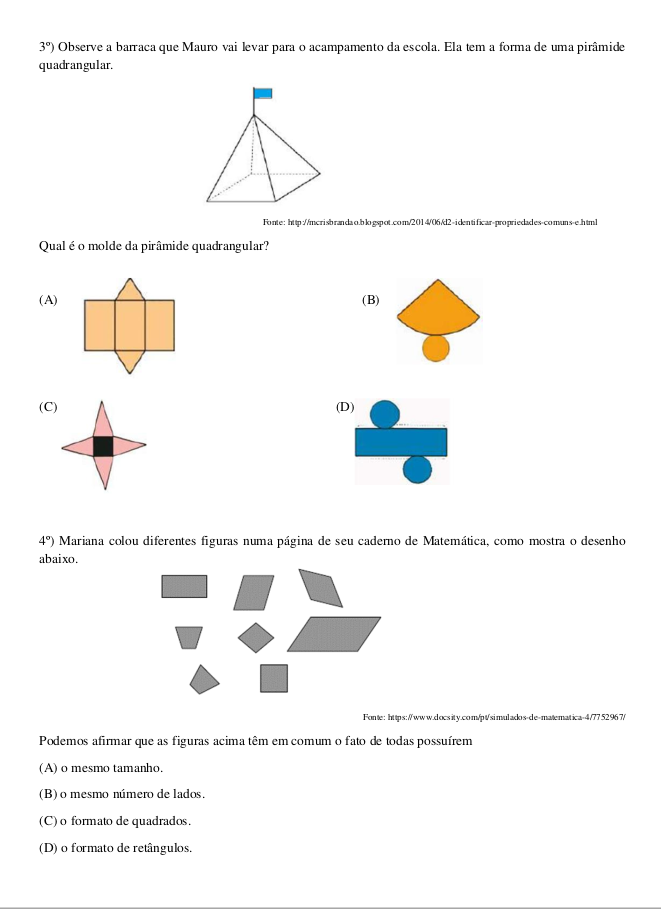 3º) Observe a barraca que Mauro vai levar para o acampamento da escola. Ela tem a forma de uma pirâmide
quadrangular.
Fonte: http://mcrisbrandao.blogspot.com/2014/06/d2-identificar-propriedades-comuns-e.html
Qual é o molde da pirâmide quadrangular?
(A)
(B)
(C)
(D)
4º) Mariana colou diferentes figuras numa página de seu caderno de Matemática, como mostra o desenho
abaixo.
Fonte: https://www.docsity.com/pt/simulados-de-matematica-4/7752967/
Podemos afirmar que as figuras acima têm em comum o fato de todas possuírem
(A) o mesmo tamanho.
(B) o mesmo número de lados.
(C) o formato de quadrados.
(D) o formato de retângulos.